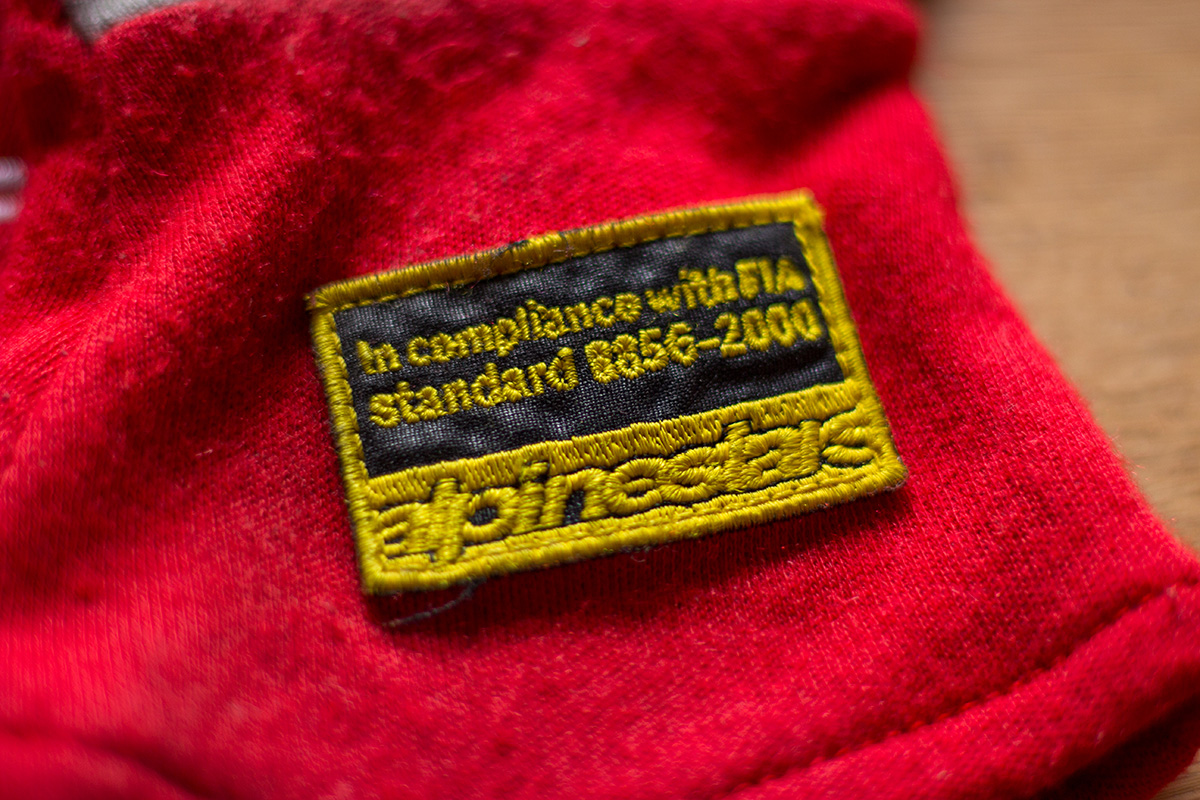 In compliance with FIA
standard 8856-2000
alpinestars